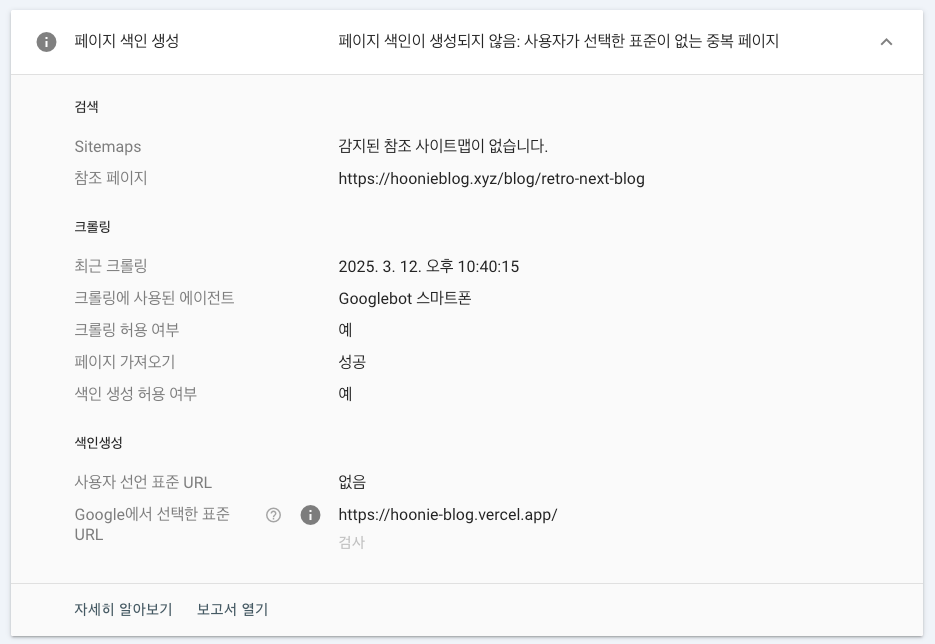 페이지 색인 생성
페이지 색인이 생성되지 않음: 사용자가 선택한 표준이 없는 중복 페이지
검색
Sitemaps
감지된 참조 사이트맵이 없습니다.
참조 페이지
https://hoonieblog.xyz/blog/retro-next-blog
크롤링
최근 크롤링
2025. 3. 12. 오후 10:40:15
크롤링에 사용된 에이전트
Googlebot 스마트폰
크롤링 허용 여부
예
페이지 가져오기
성공
색인 생성 허용 여부
예
색인생성
사용자 선언 표준 URL
없음
Google에서 선택한 표준
URL
https://hoonie-blog.vercel.app/
검사
자세히 알아보기
보고서 열기